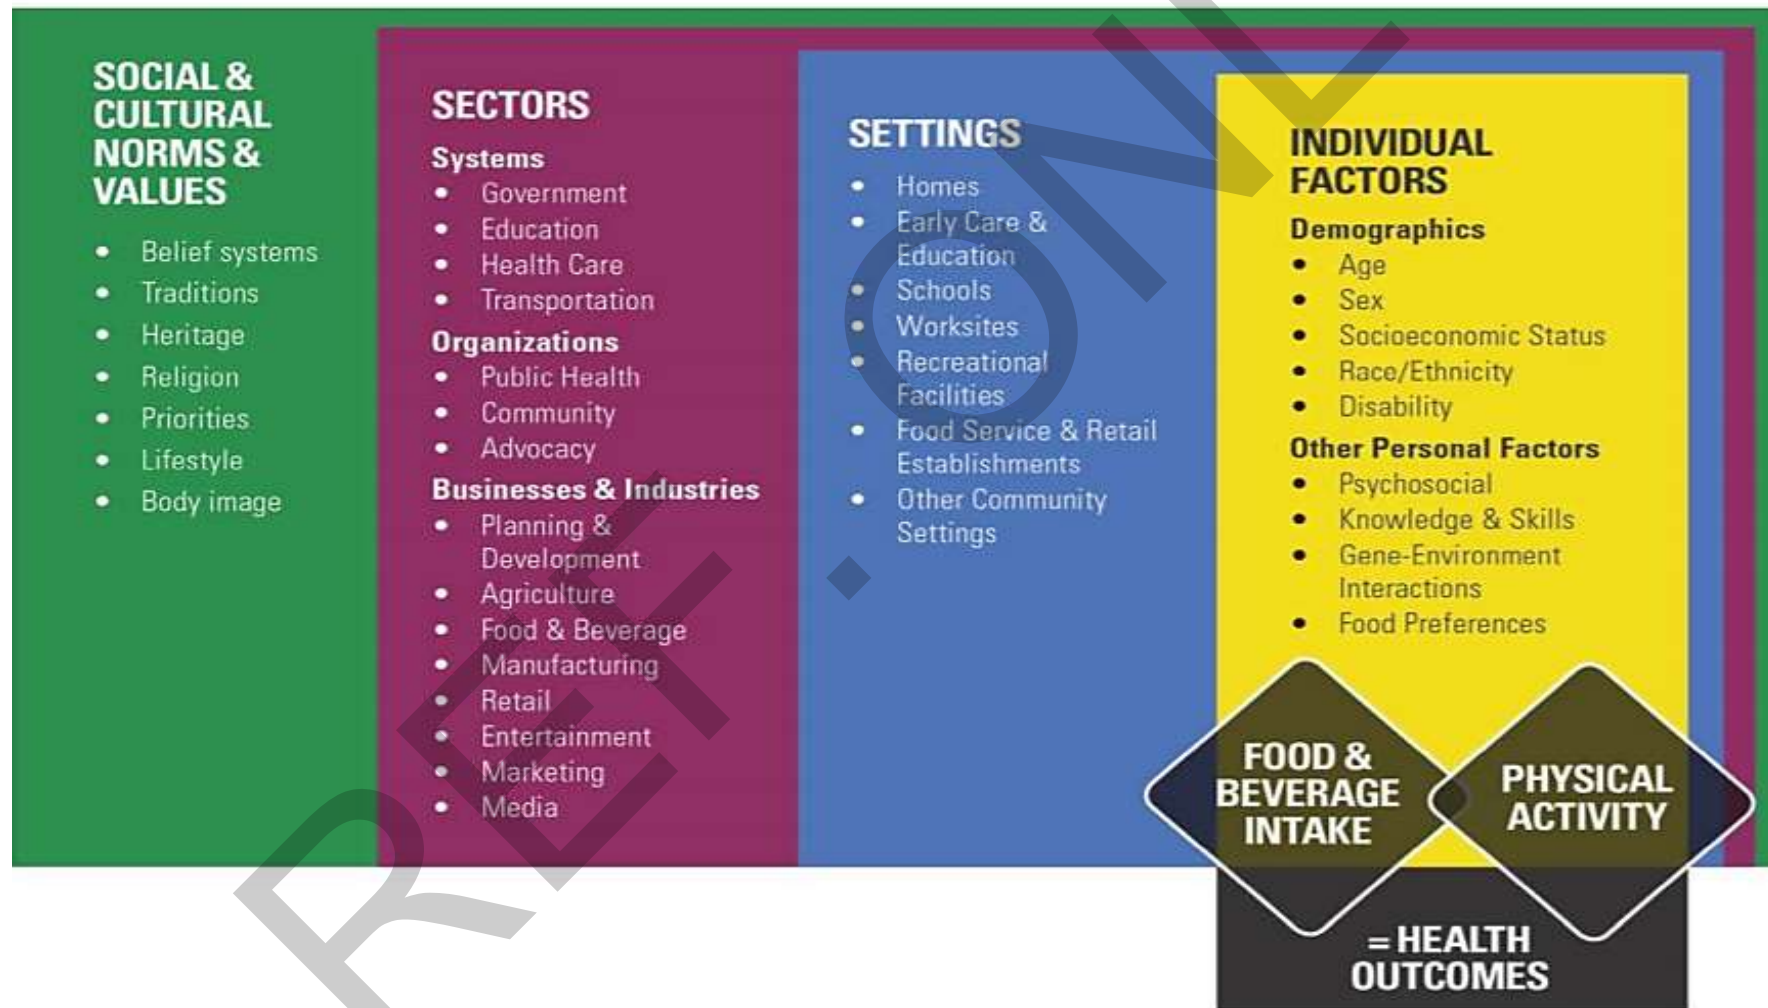 SOCIAL &
CULTURAL
NORMS &
VALUES
• Belief systems
• Traditions
• Heritage
• Religion
• Priorities
• Lifestyle
• Body image
SECTORS
Systems
• Government
• Education
• Health Care
• Transportation
Organizations
• Public Health
• Community
• Advocacy
Businesses & Industries
• Planning &
Development
• Agriculture
• Food & Beverage
• Manufacturing
• Retail
• Entertainment
• Marketing
• Media
SETTINGS
• Homes
• Early Care &
Education
• Schools
• Worksites
• Recreational
Facilities
• Food Service & Retail
Establishments
• Other Community
Settings
INDIVIDUAL
FACTORS
Demographics
• Age
• Sex
• Socioeconomic Status
• Race/Ethnicity
• Disability
Other Personal Factors
• Psychosocial
• Knowledge & Skills
• Gene-Environment
Interactions
• Food Preferences
FOOD &
BEVERAGE
INTAKE
PHYSICAL
ACTIVITY
= HEALTH
OUTCOMES
REF . ONL